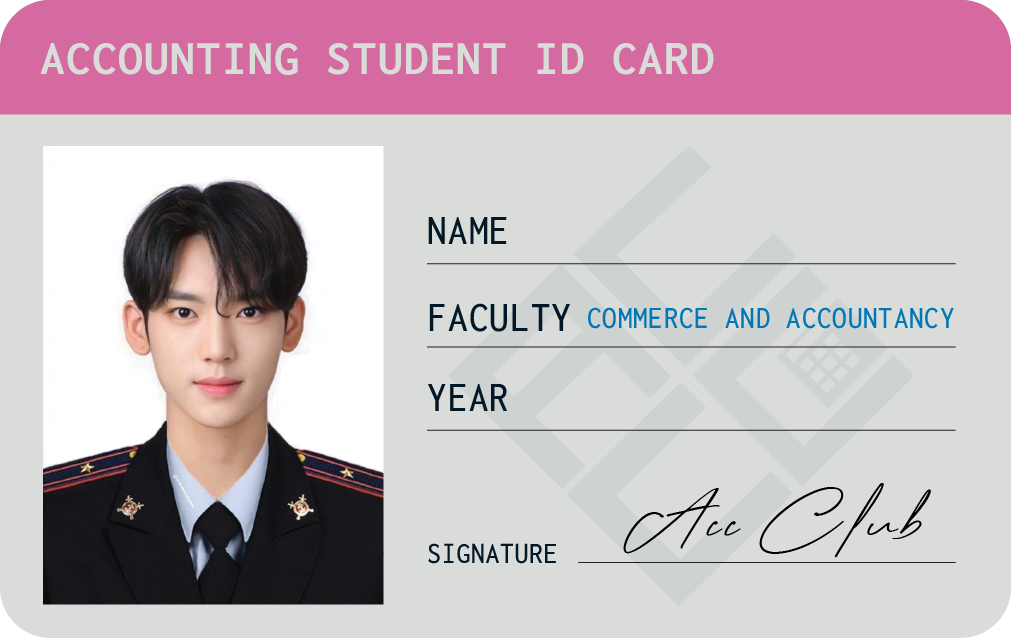 ACCOUNTING STUDENT ID CARD
NAME
FACULTY COMMERCE AND ACCOUNTANCY
YEAR
SIGNATURE Acc Club